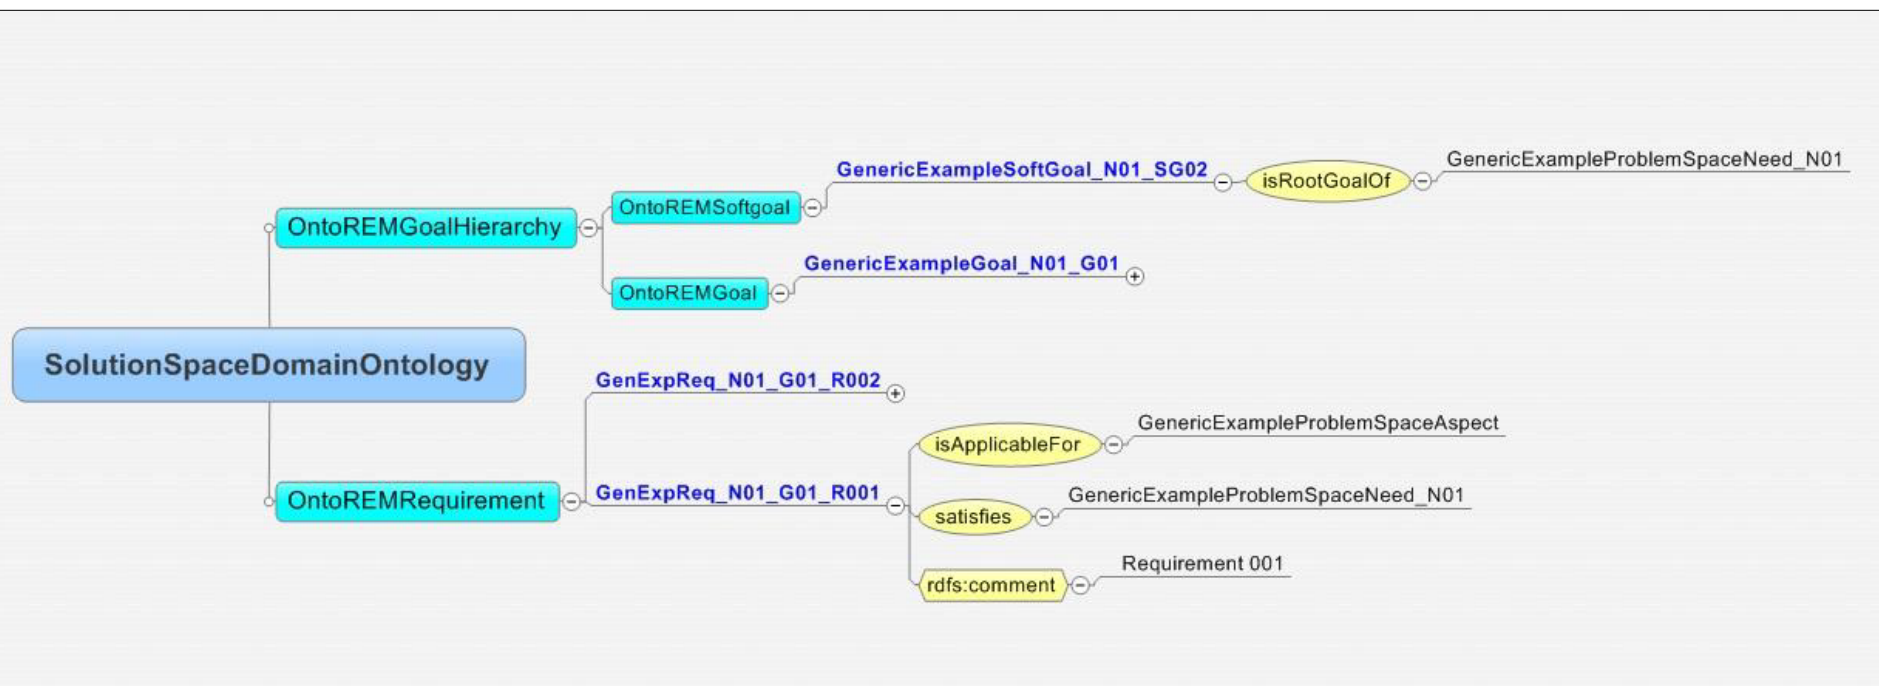 GenericExampleProblemSpaceNeed_N01
GenericExampleSoftGoal_N01_SG02
isRootGoalOf
OntoREMSoftgoal
OntoREMGoalHierarchy
GenericExampleGoal_N01_G01
OntoREMGoal
SolutionSpaceDomainOntology
GenExpReq_N01_G01_R002
GenericExampleProblemSpaceAspect
isApplicableFor
GenExpReq_N01_G01_R001
OntoREMRequirement
GenericExampleProblemSpaceNeed_N01
satisfies
Requirement 001
rdfs:comment